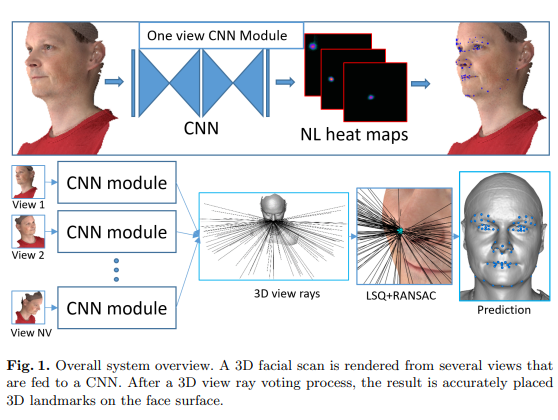 One view CNN Module
CNN
NL heat maps
CNN module
View 1
CNN module
View 2
CNN module
View NV
3D view rays
LSQ+RANSAC
Prediction
Fig. 1. Overall system overview. A 3D facial scan is rendered from several views that
are fed to a CNN. After a 3D view ray voting process, the result is accurately placed
3D landmarks on the face surface.